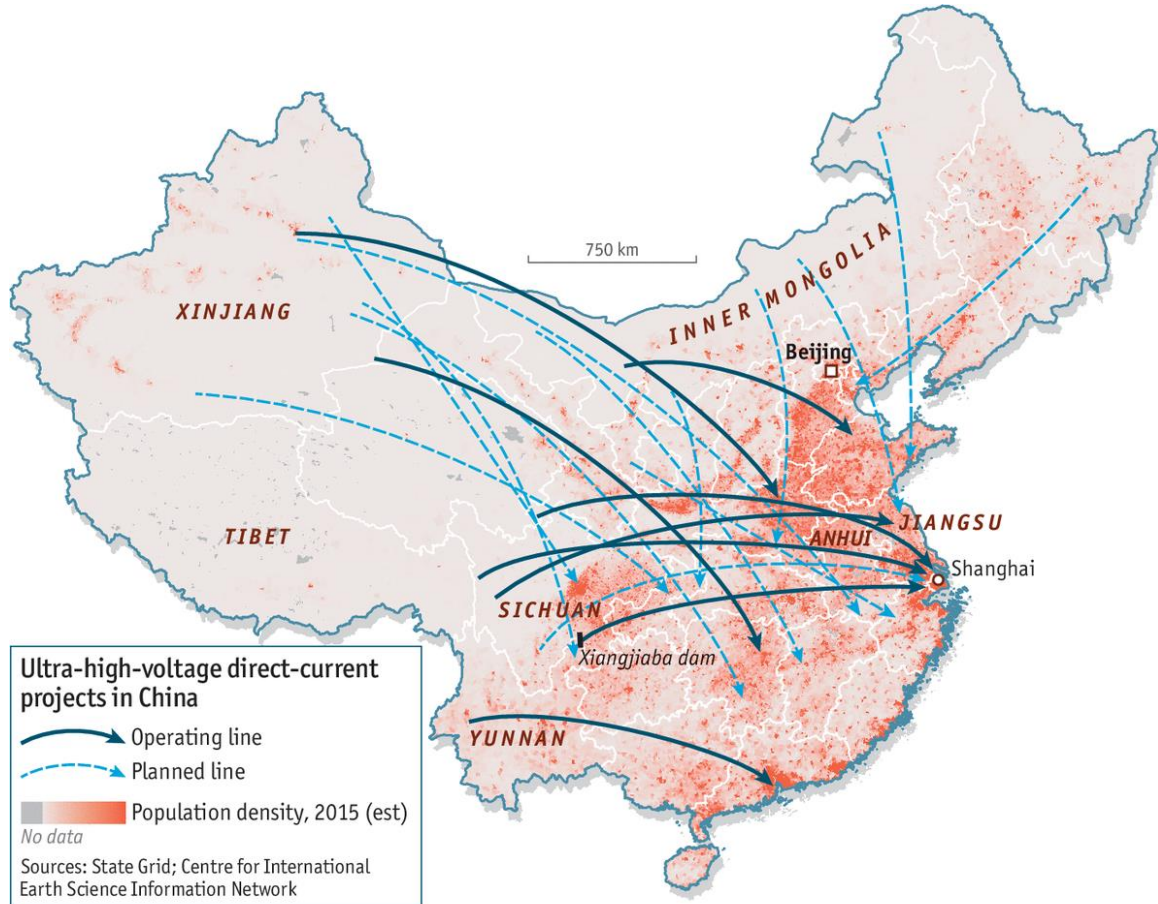 750 km
INNER MONGOLIA
XINJIANG
Beijing
TIBET
JIANGSU
ANHUI
Shanghai
SICHUAN
Xiangjiaba dam
YUNNAN
Ultra-high-voltage direct-current
projects in China
Operating line
Planned line
Population density, 2015 (est)
No data
Sources: State Grid; Centre for International
Earth Science Information Network